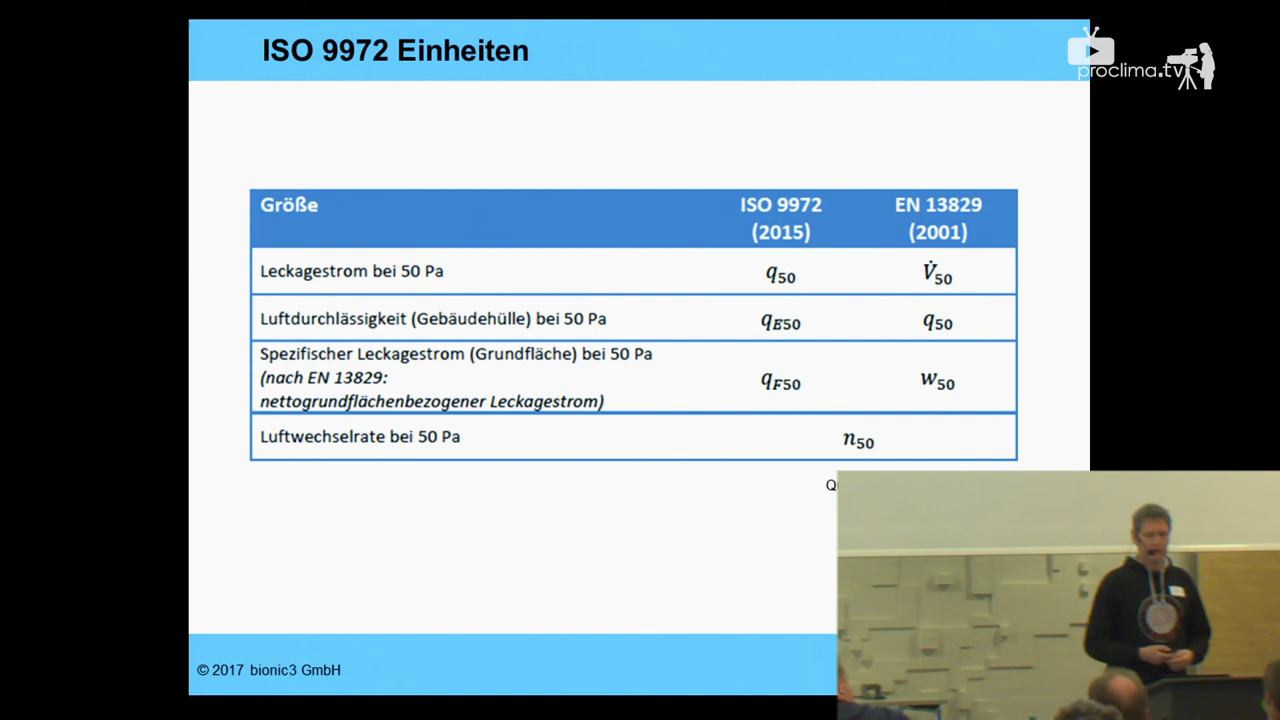 ISO 9972 Einheiten
proclima.tv
Größe
ISO 9972
(2015)
EN 13829
(2001)
Leckagestrom bei 50 Pa
q50
V̇50
Luftdurchlässigkeit (Gebäudehülle) bei 50 Pa
qE50
q50
Spezifischer Leckagestrom (Grundfläche) bei 50 Pa
(nach EN 13829:
nettogrundflächenbezogener Leckagestrom)
qF50
w50
Luftwechselrate bei 50 Pa
n50
© 2017 bionic3 GmbH